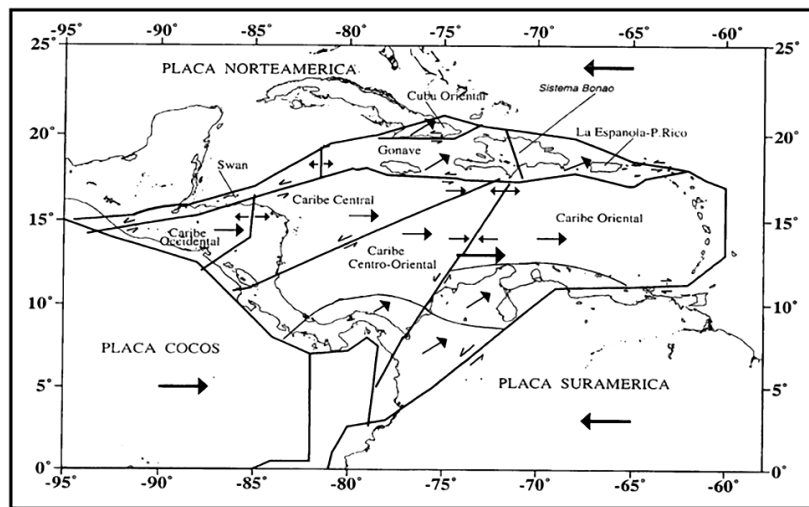 -95° -90° -85° -80° -75° -70° -65° -60°
25° 25°
PLACA NORTEAMERICA
Cuba Oriental
Sistema Bonao
20° 20°
Gonave
La Espanola-P.Rico
Swan
Caribe Central
Caribe Oriental
15° 15°
Caribe
Occidental
Caribe
Centro-Oriental
10° 10°
PLACA COCOS
PLACA SURAMERICA
5° 5°
0° 0°
-95° -90° -85° -80° -75° -70° -65° -60°